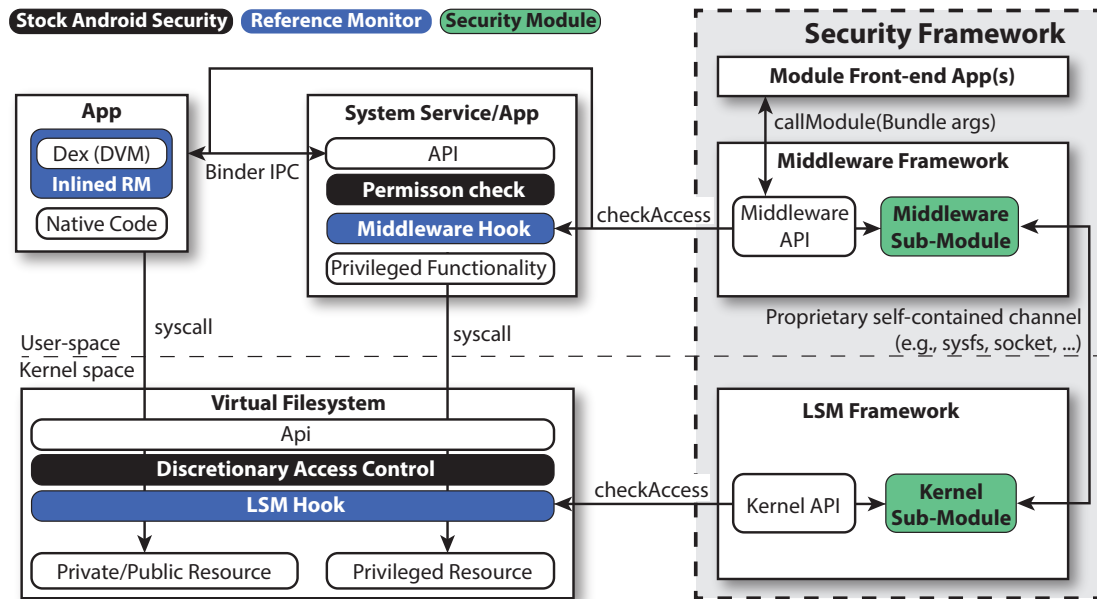 Stock Android Security
Reference Monitor
Security Module
Security Framework
Module Front-end App(s)
callModule(Bundle args)
App
Dex (DVM)
Inlined RM
Native Code
Binder IPC
System Service/App
API
Permisson check
Middleware Hook
Privileged Functionality
checkAccess
Middleware Framework
Middleware
API
Middleware
Sub-Module
syscall
syscall
Proprietary self-contained channel
(e.g., sysfs, socket, ...)
User-space
Kernel space
Virtual Filesystem
Api
Discretionary Access Control
LSM Hook
Private/Public Resource
Privileged Resource
checkAccess
LSM Framework
Kernel API
Kernel
Sub-Module